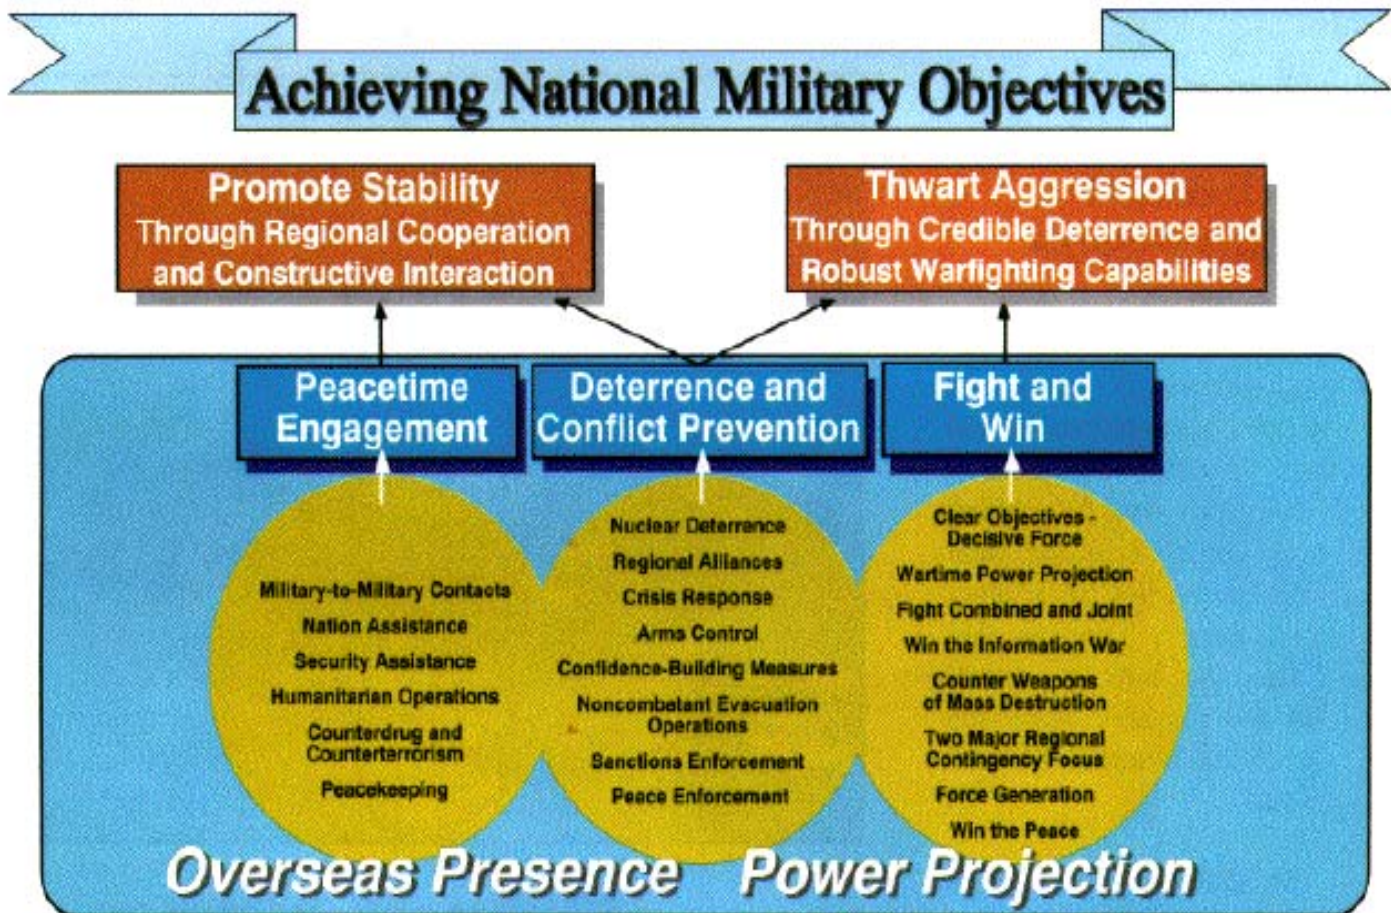 Achieving National Military Objectives
Promote Stability
Through Regional Cooperation
and Constructive Interaction
Thwart Aggression
Through Credible Deterrence and
Robust Warfighting Capabilities
Peacetime
Engagement
Deterrence and
Conflict Prevention
Fight and
Win
Military-to-Military Contacts
Nation Assistance
Security Assistance
Humanitarian Operations
Counterdrug and
Counterterrorism
Peacekeeping
Nuclear Deterrence
Regional Alliances
Crisis Response
Arms Control
Confidence-Building Measures
Noncombatant Evacuation
Operations
Sanctions Enforcement
Peace Enforcement
Clear Objectives -
Decisive Force
Wartime Power Projection
Fight Combined and Joint
Win the Information War
Counter Weapons
of Mass Destruction
Two Major Regional
Contingency Focus
Force Generation
Win the Peace
Overseas Presence
Power Projection